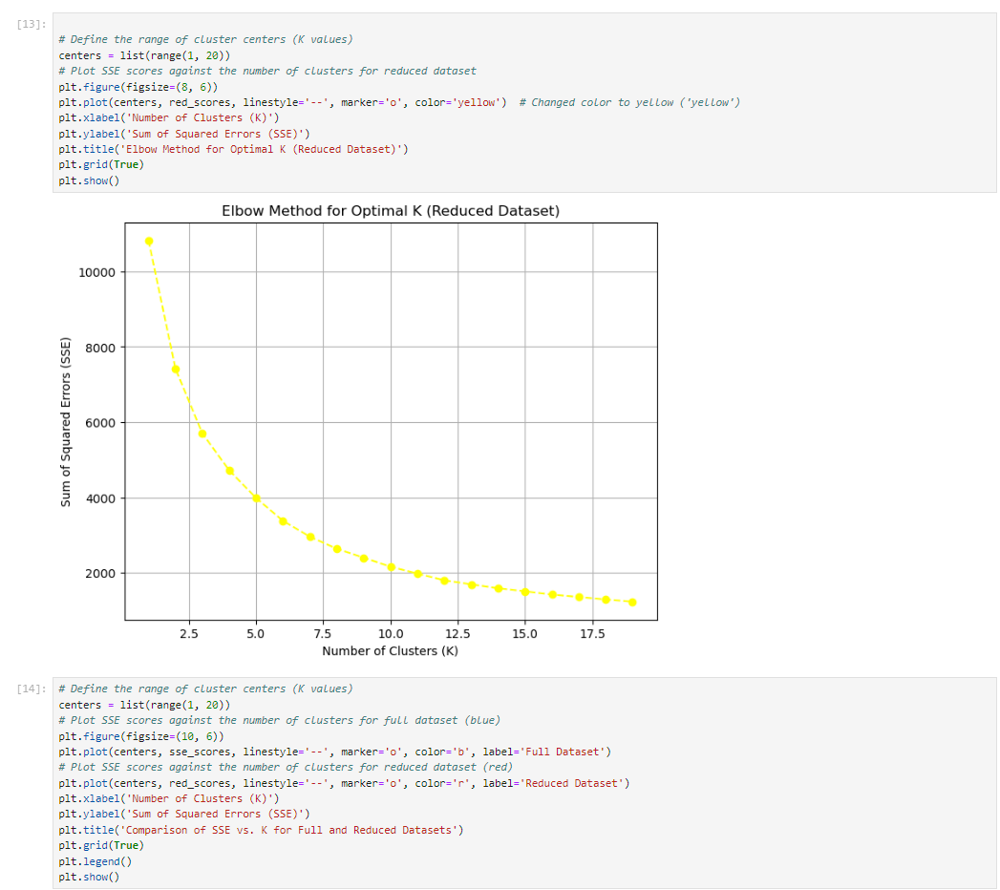 [13]:
# Define the range of cluster centers (K values)
centers = list(range(1, 20))
# Plot SSE scores against the number of clusters for reduced dataset
plt.figure(figsize=(8, 6))
plt.plot(centers, red_scores, linestyle='--', marker='o', color='yellow')  # Changed color to yellow ('yellow')
plt.xlabel('Number of Clusters (K)')
plt.ylabel('Sum of Squared Errors (SSE)')
plt.title('Elbow Method for Optimal K (Reduced Dataset)')
plt.grid(True)
plt.show()
Elbow Method for Optimal K (Reduced Dataset)
10000
8000
6000
4000
2000
Sum of Squared Errors (SSE)
2.5 5.0 7.5 10.0 12.5 15.0 17.5
Number of Clusters (K)
[14]:
# Define the range of cluster centers (K values)
centers = list(range(1, 20))
# Plot SSE scores against the number of clusters for full dataset (blue)
plt.figure(figsize=(10, 6))
plt.plot(centers, sse_scores, linestyle='--', marker='o', color='b', label='Full Dataset')
# Plot SSE scores against the number of clusters for reduced dataset (red)
plt.plot(centers, red_scores, linestyle='--', marker='o', color='r', label='Reduced Dataset')
plt.xlabel('Number of Clusters (K)')
plt.ylabel('Sum of Squared Errors (SSE)')
plt.title('Comparison of SSE vs. K for Full and Reduced Datasets')
plt.grid(True)
plt.legend()
plt.show()